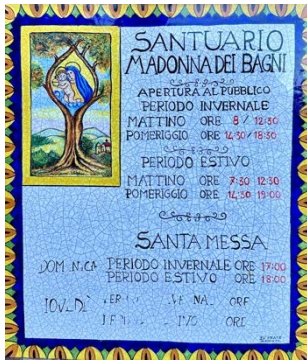 SANTUARIO
MADONNA DEI BAGNI
APERTURA AL PUBBLICO
PERIODO INVERNALE
MATTINO ORE 8 / 12:30
POMERIGGIO ORE 14,30 / 18:30
PERIODO ESTIVO
MATTINO ORE 7:30 12:30
POMERIGGIO ORE 14,30 19:00
SANTA MESSA
PERIODO INVERNALE ORE 17:00
PERIODO ESTIVO ORE 18:00
ORE
ORE